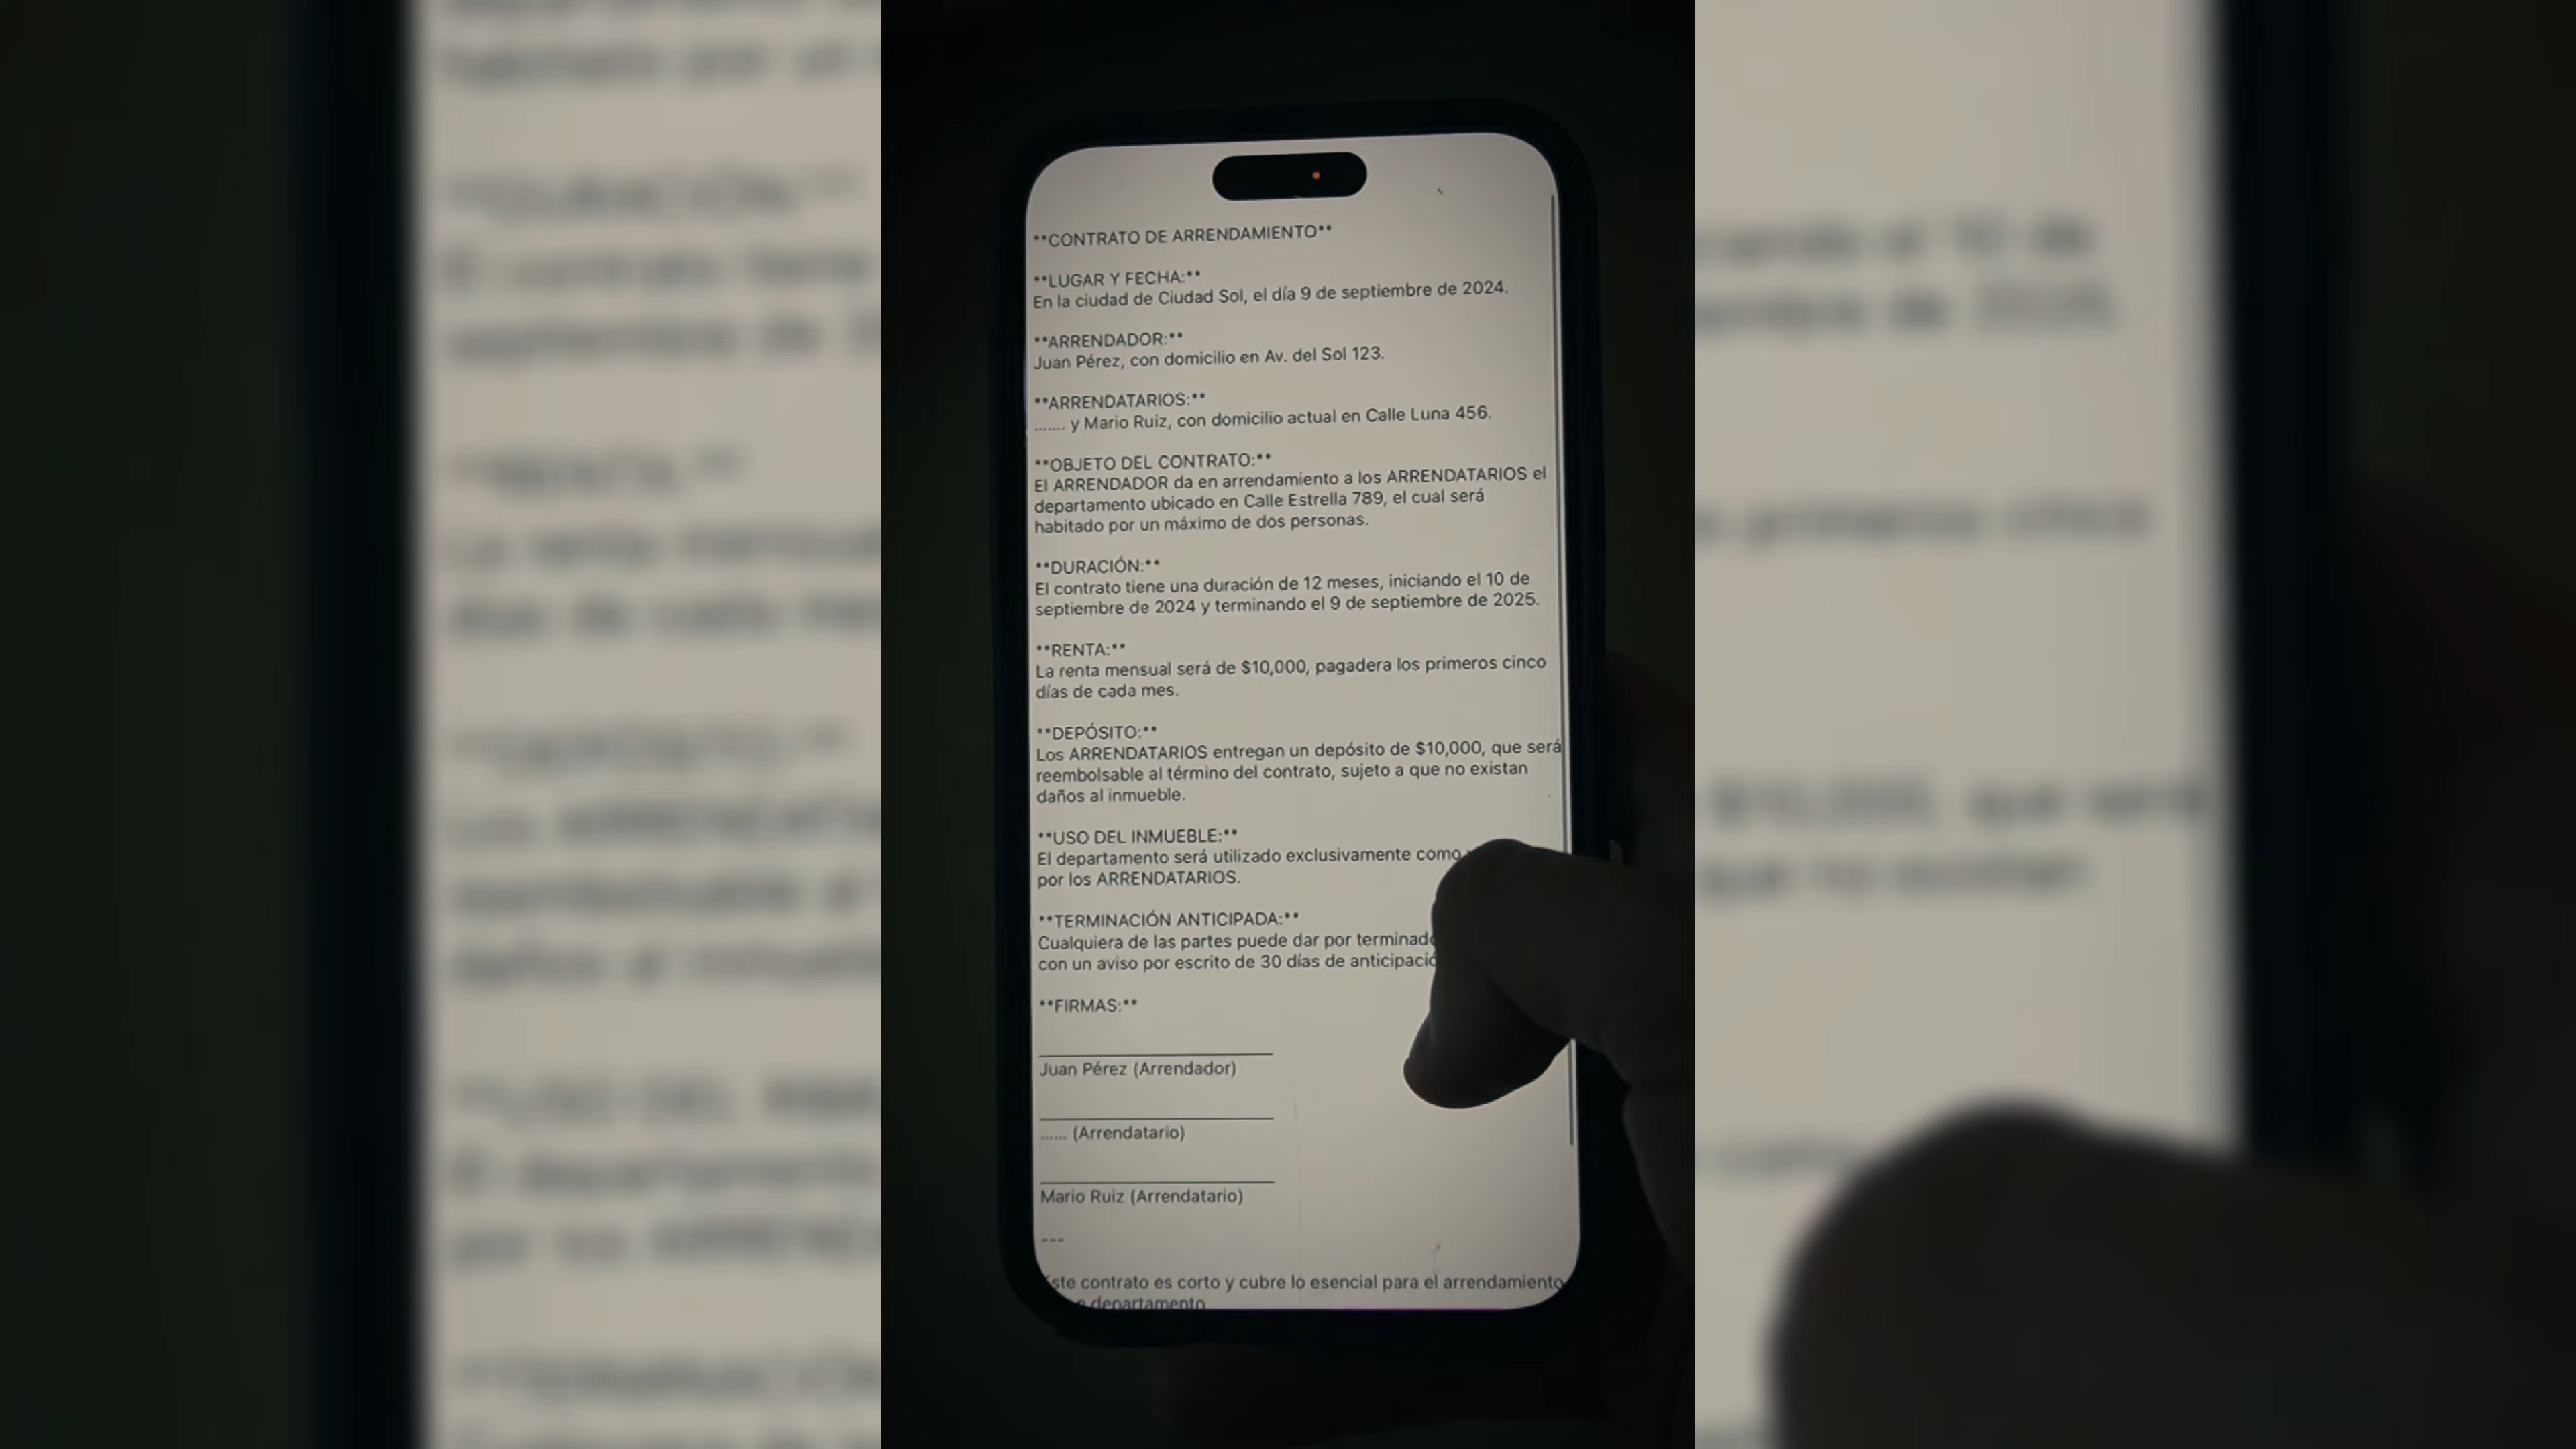 **CONTRATO DE ARRENDAMIENTO**
**LUGAR Y FECHA:**
En la ciudad de Ciudad Sol, el día 9 de septiembre de 2024.
**ARRENDADOR:**
Juan Pérez, con domicilio en Av. del Sol 123.
**ARRENDATARIOS:**
....... y Mario Ruiz, con domicilio actual en Calle Luna 456.
**OBJETO DEL CONTRATO:**
El ARRENDADOR da en arrendamiento a los ARRENDATARIOS el
departamento ubicado en Calle Estrella 789, el cual será
habitado por un máximo de dos personas.
**DURACIÓN:**
El contrato tiene una duración de 12 meses, iniciando el 10 de
septiembre de 2024 y terminando el 9 de septiembre de 2025.
**RENTA:**
La renta mensual será de $10,000, pagadera los primeros cinco
días de cada mes.
**DEPÓSITO:**
Los ARRENDATARIOS entregan un depósito de $10,000, que será
reembolsable al término del contrato, sujeto a que no existan
daños al inmueble.
**USO DEL INMUEBLE:**
El departamento será utilizado exclusivamente como
por los ARRENDATARIOS.
**TERMINACIÓN ANTICIPADA:**
Cualquiera de las partes puede dar por terminado
con un aviso por escrito de 30 días de anticipació
**FIRMAS:**
Juan Pérez (Arrendador)
...... (Arrendatario)
Mario Ruiz (Arrendatario)
---
ste contrato es corto y cubre lo esencial para el arrendamiento
departamento